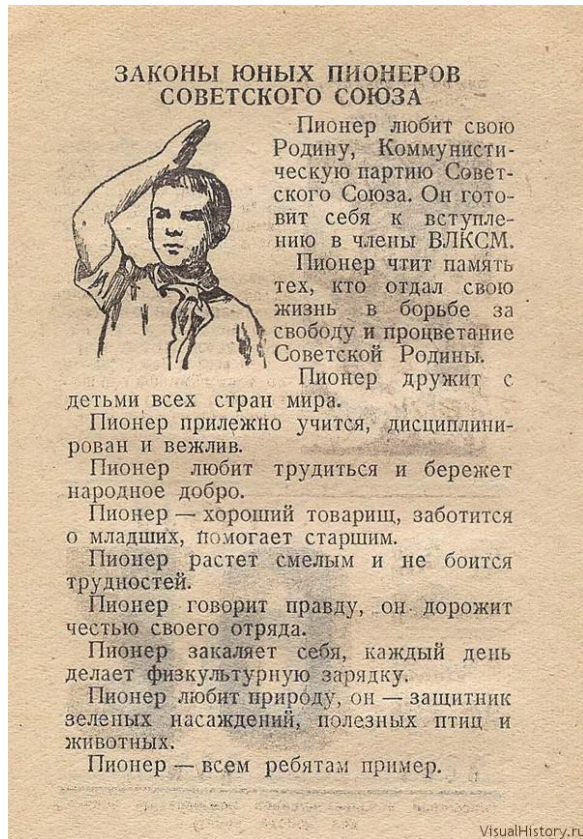 ЗАКОНЫ ЮНЫХ ПИОНЕРОВ
СОВЕТСКОГО СОЮЗА
Пионер любит свою
Родину, Коммунисти-
ческую партию Совет-
ского Союза. Он гото-
вит себя к вступле-
нию в члены ВЛКСМ.
Пионер чтит память
тех, кто отдал свою
жизнь в борьбе за
свободу и процветание
Советской Родины.
Пионер дружит с
детьми всех стран мира.
Пионер прилежно учится, дисциплини-
рован и вежлив.
Пионер любит трудиться и бережет
народное добро.
Пионер — хороший товарищ, заботится
о младших, помогает старшим.
Пионер растет смелым и не боится
трудностей.
Пионер говорит правду, он дорожит
честью своего отряда.
Пионер закаляет себя, каждый день
делает физкультурную зарядку.
Пионер любит природу, он — защитник
зеленых насаждений, полезных птиц и
животных.
Пионер — всем ребятам пример.
VisualHistory.ru